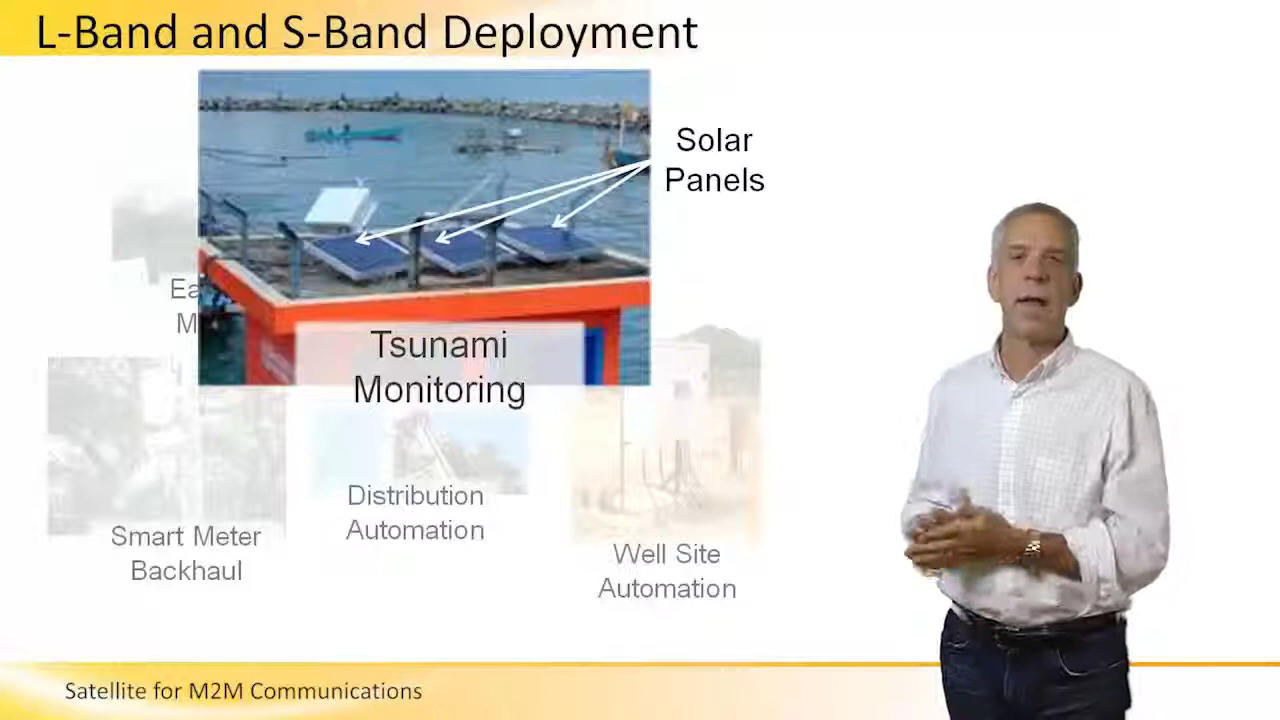 L-Band and S-Band Deployment
Solar
Panels
Ea
M
Tsunami
Monitoring
Distribution
Automation
Smart Meter
Backhaul
Well Site
Automation
Satellite for M2M Communications